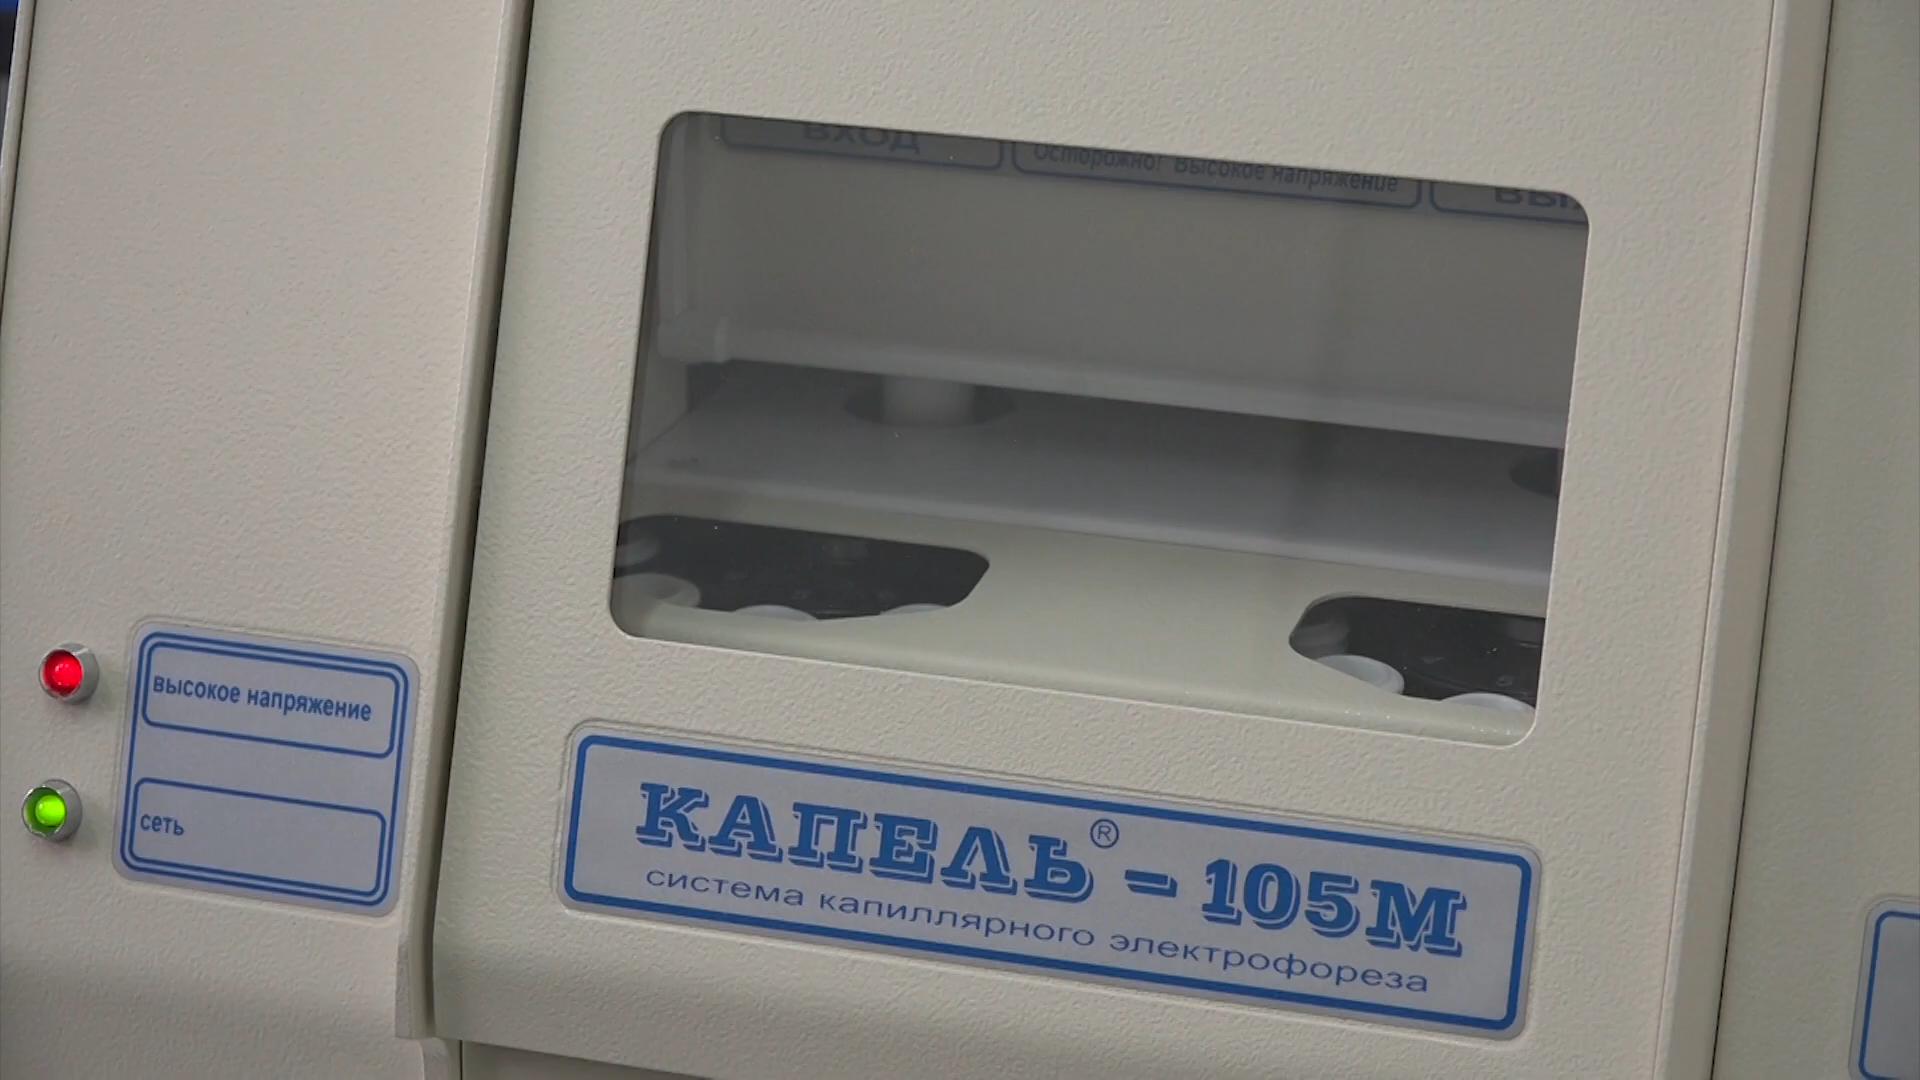 ВХОД
Осторожно! Высокое напряжение
высокое напряжение
сеть
КАПЕЛЬ® - 105М
система капиллярного электрофореза